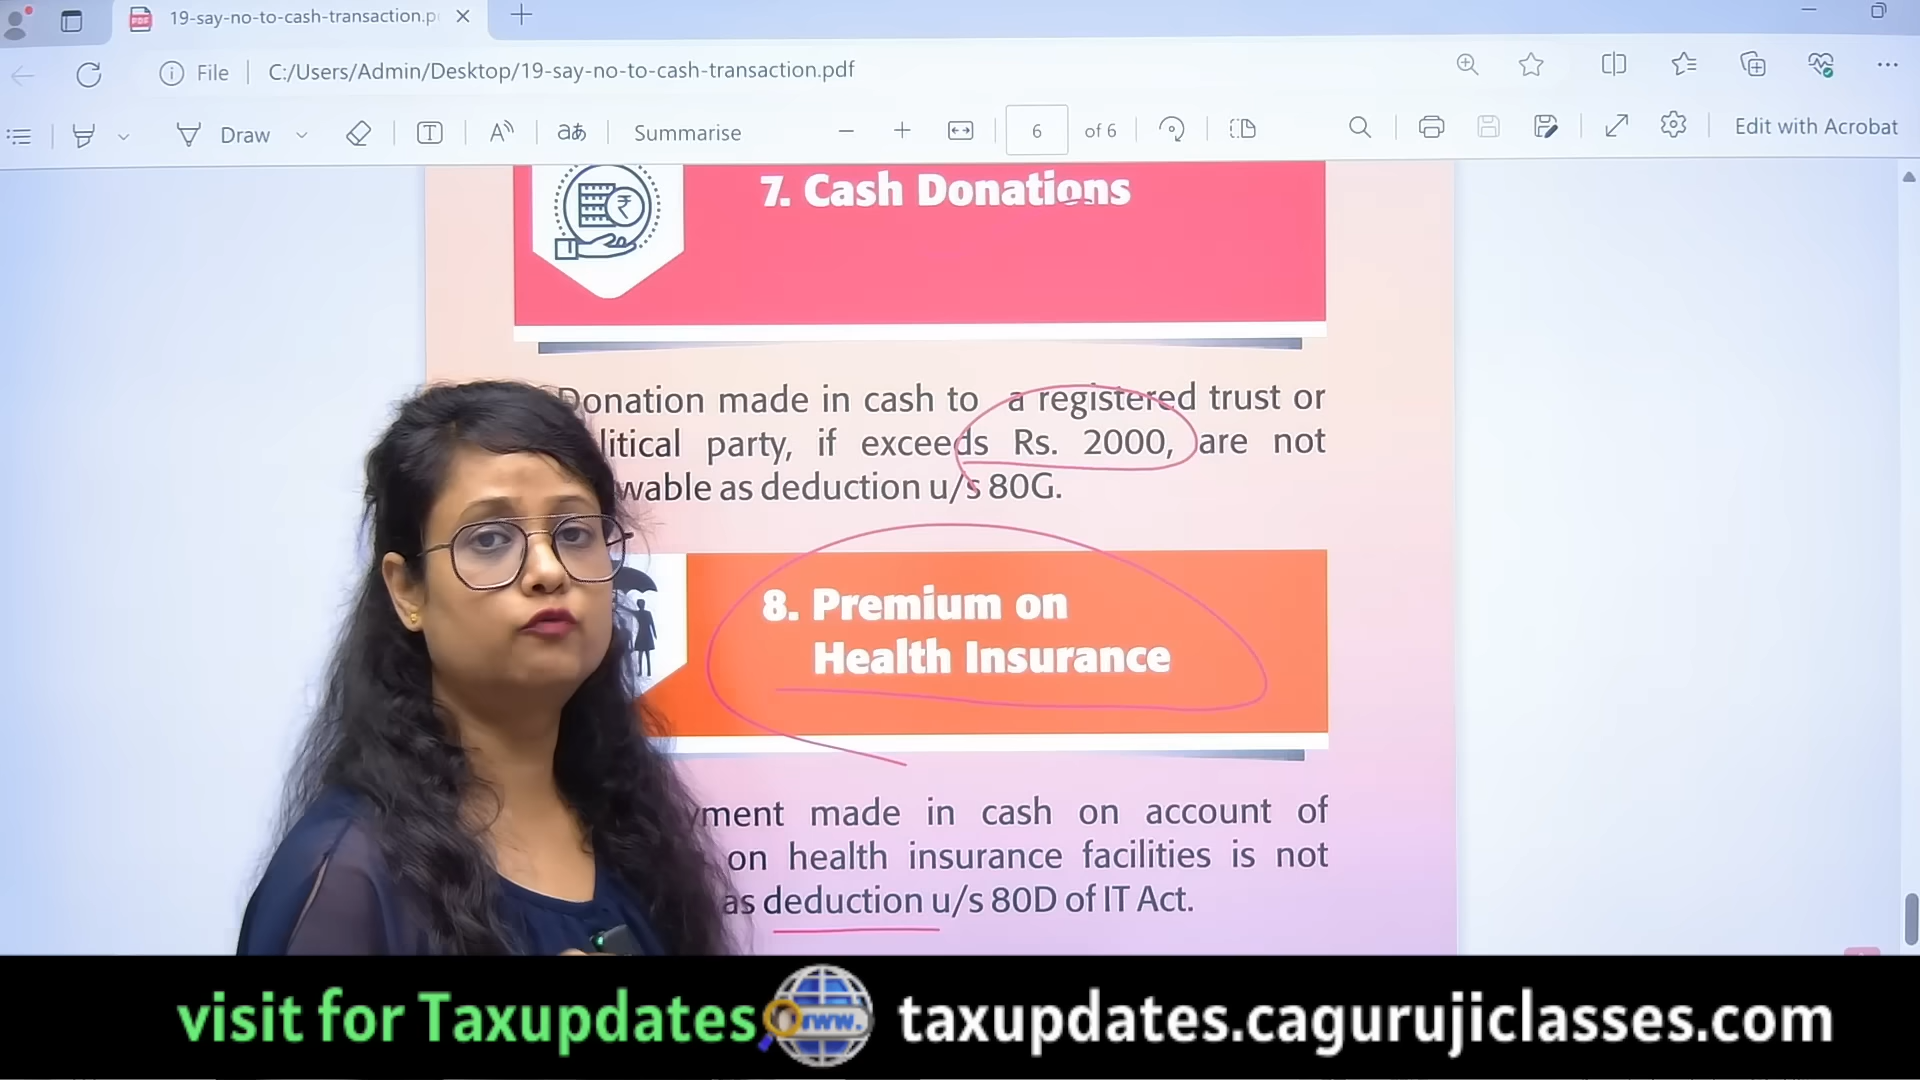 19-say-no-to-cash-transaction.p
File
C:/Users/Admin/Desktop/19-say-no-to-cash-transaction.pdf
Draw
T
A
aあ
Summarise
6
of 6
Edit with Acrobat
7. Cash Donations
Donation made in cash to a registered trust or
litical party, if exceeds Rs. 2000, are not
wable as deduction u/s 80G.
8. Premium on
Health Insurance
yment made in cash on account of
on health insurance facilities is not
as deduction u/s 80D of IT Act.
visit for Taxupdates www. taxupdates.cagurujiclasses.com